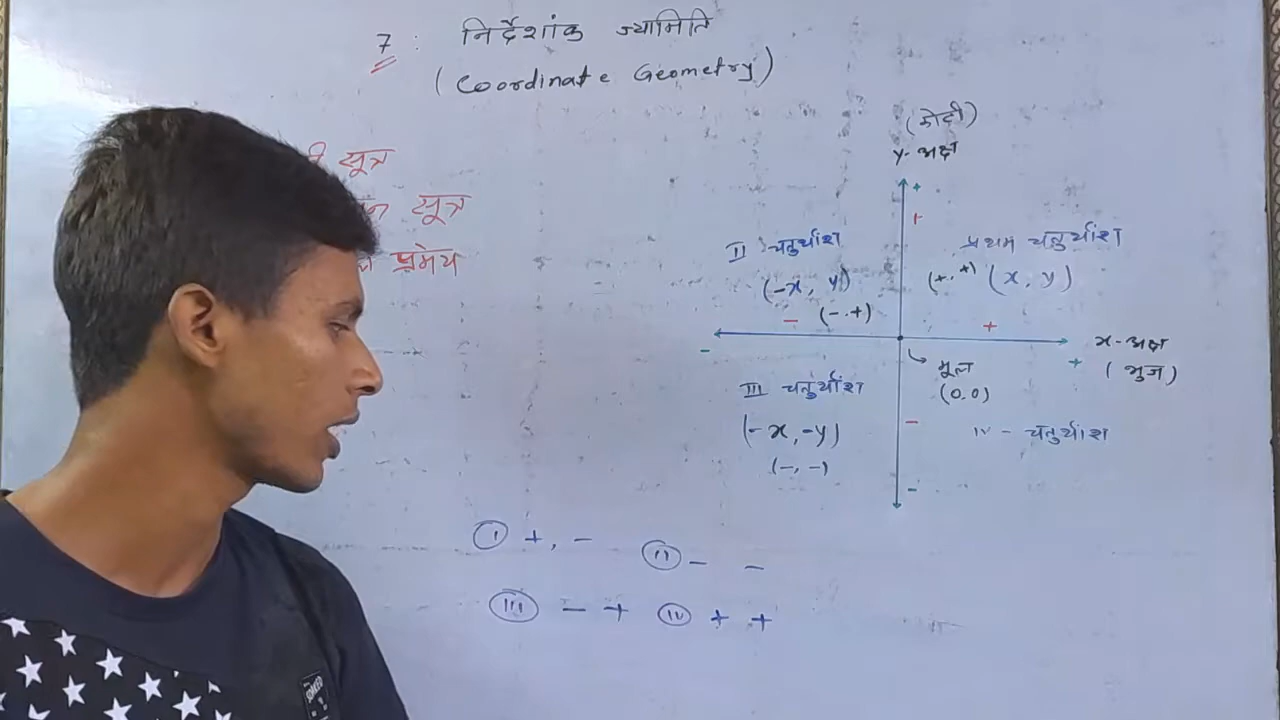 7 : निर्देशांक ज्यामिति
(Coordinate Geometry)
सूत्र
सूत्र
प्रमेय
(कोटी)
y-अक्ष
+
+
II चतुर्थांश
(-x, y)
(-.+)
प्रथम चतुर्थांश
(+.+) (x, y)
-
+
-
x-अक्ष
+
(भुज)
मूल
(0.0)
III चतुर्थांश
(-x,-y)
(-,-)
-
IV - चतुर्थांश
-
(i) +, -
(ii) - -
(iii) - +
(iv) + +